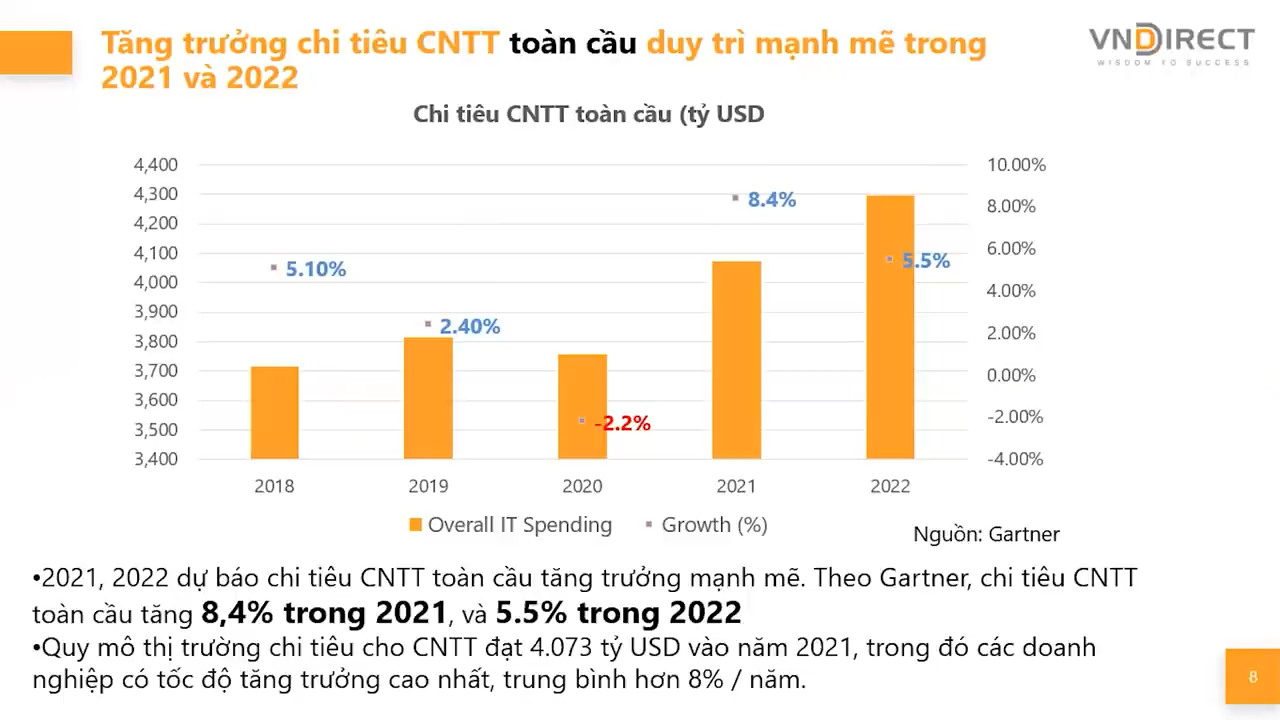 Tăng trưởng chi tiêu CNTT toàn cầu duy trì mạnh mẽ trong
2021 và 2022
VNDIRECT
WISDOM TO SUCCESS
Chi tiêu CNTT toàn cầu (tỷ USD
4,400
4,300
4,200
4,100
4,000
3,900
3,800
3,700
3,600
3,500
3,400
10.00%
8.00%
6.00%
4.00%
2.00%
0.00%
-2.00%
-4.00%
5.10%
2.40%
-2.2%
8.4%
5.5%
2018 2019 2020 2021 2022
Overall IT Spending Growth (%)
Nguồn: Gartner
•2021, 2022 dự báo chi tiêu CNTT toàn cầu tăng trưởng mạnh mẽ. Theo Gartner, chi tiêu CNTT
toàn cầu tăng 8,4% trong 2021, và 5.5% trong 2022
•Quy mô thị trường chi tiêu cho CNTT đạt 4.073 tỷ USD vào năm 2021, trong đó các doanh
nghiệp có tốc độ tăng trưởng cao nhất, trung bình hơn 8% / năm.
8